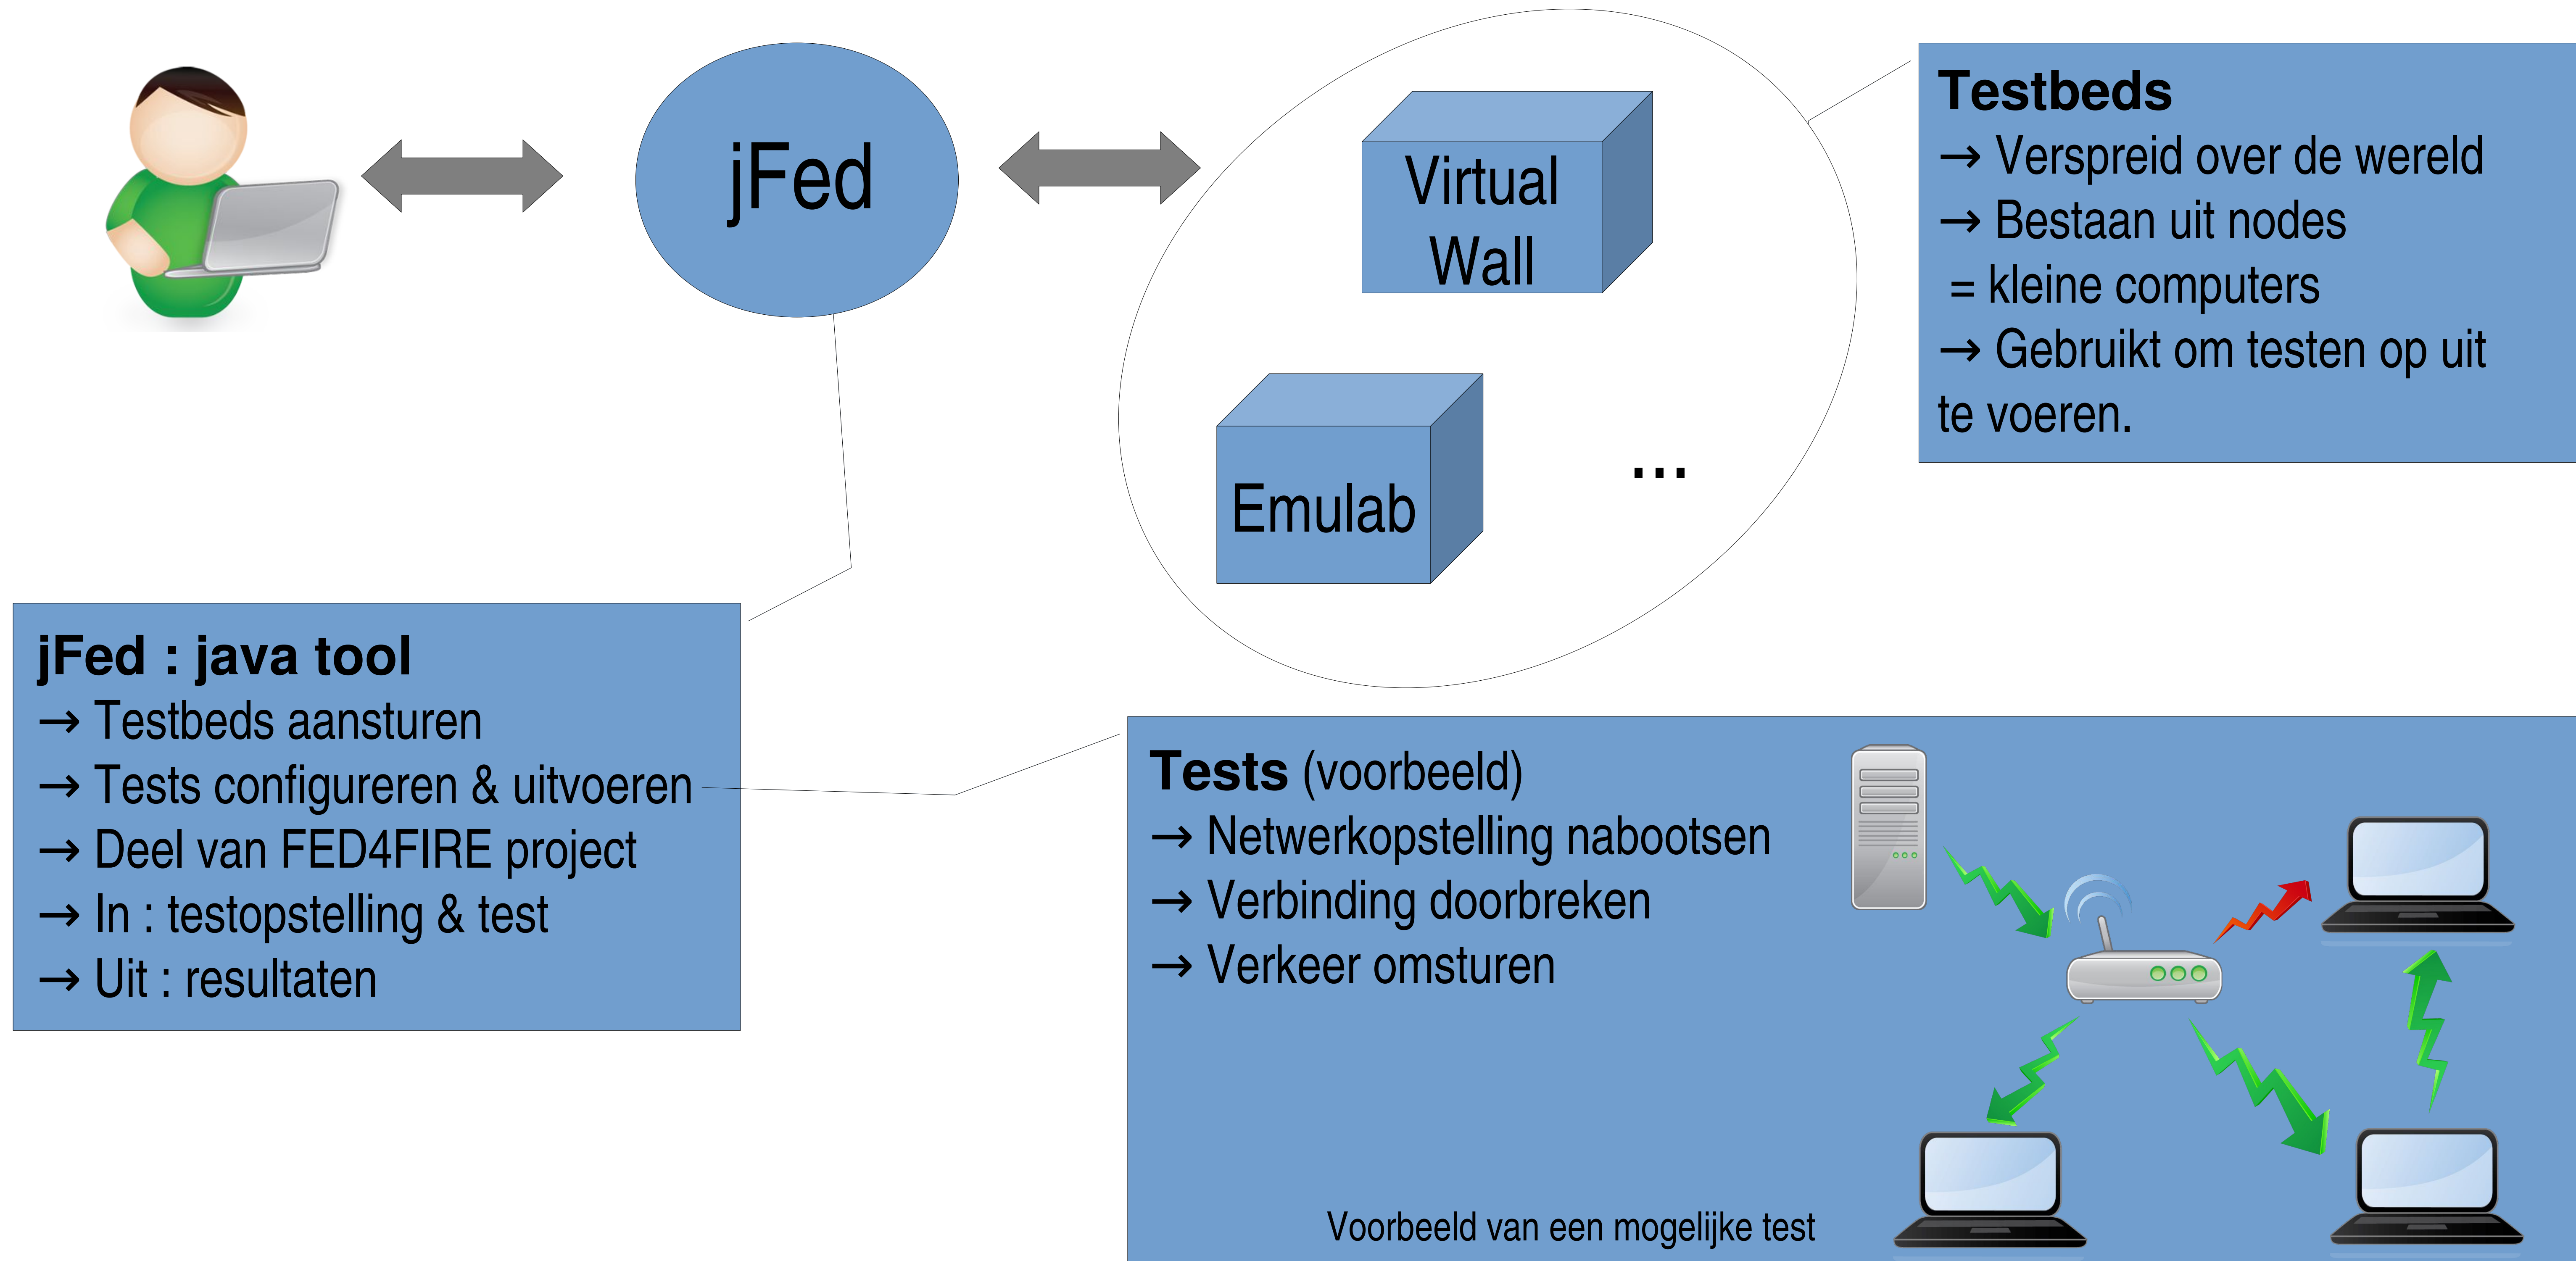 jFed
Virtual
Wall
Emulab
...
Testbeds
→ Verspreid over de wereld
→ Bestaan uit nodes
= kleine computers
→ Gebruikt om testen op uit
te voeren.
jFed : java tool
→ Testbeds aansturen
→ Tests configureren & uitvoeren
→ Deel van FED4FIRE project
→ In : testopstelling & test
→ Uit : resultaten
Tests (voorbeeld)
→ Netwerkopstelling nabootsen
→ Verbinding doorbreken
→ Verkeer omsturen
Voorbeeld van een mogelijke test